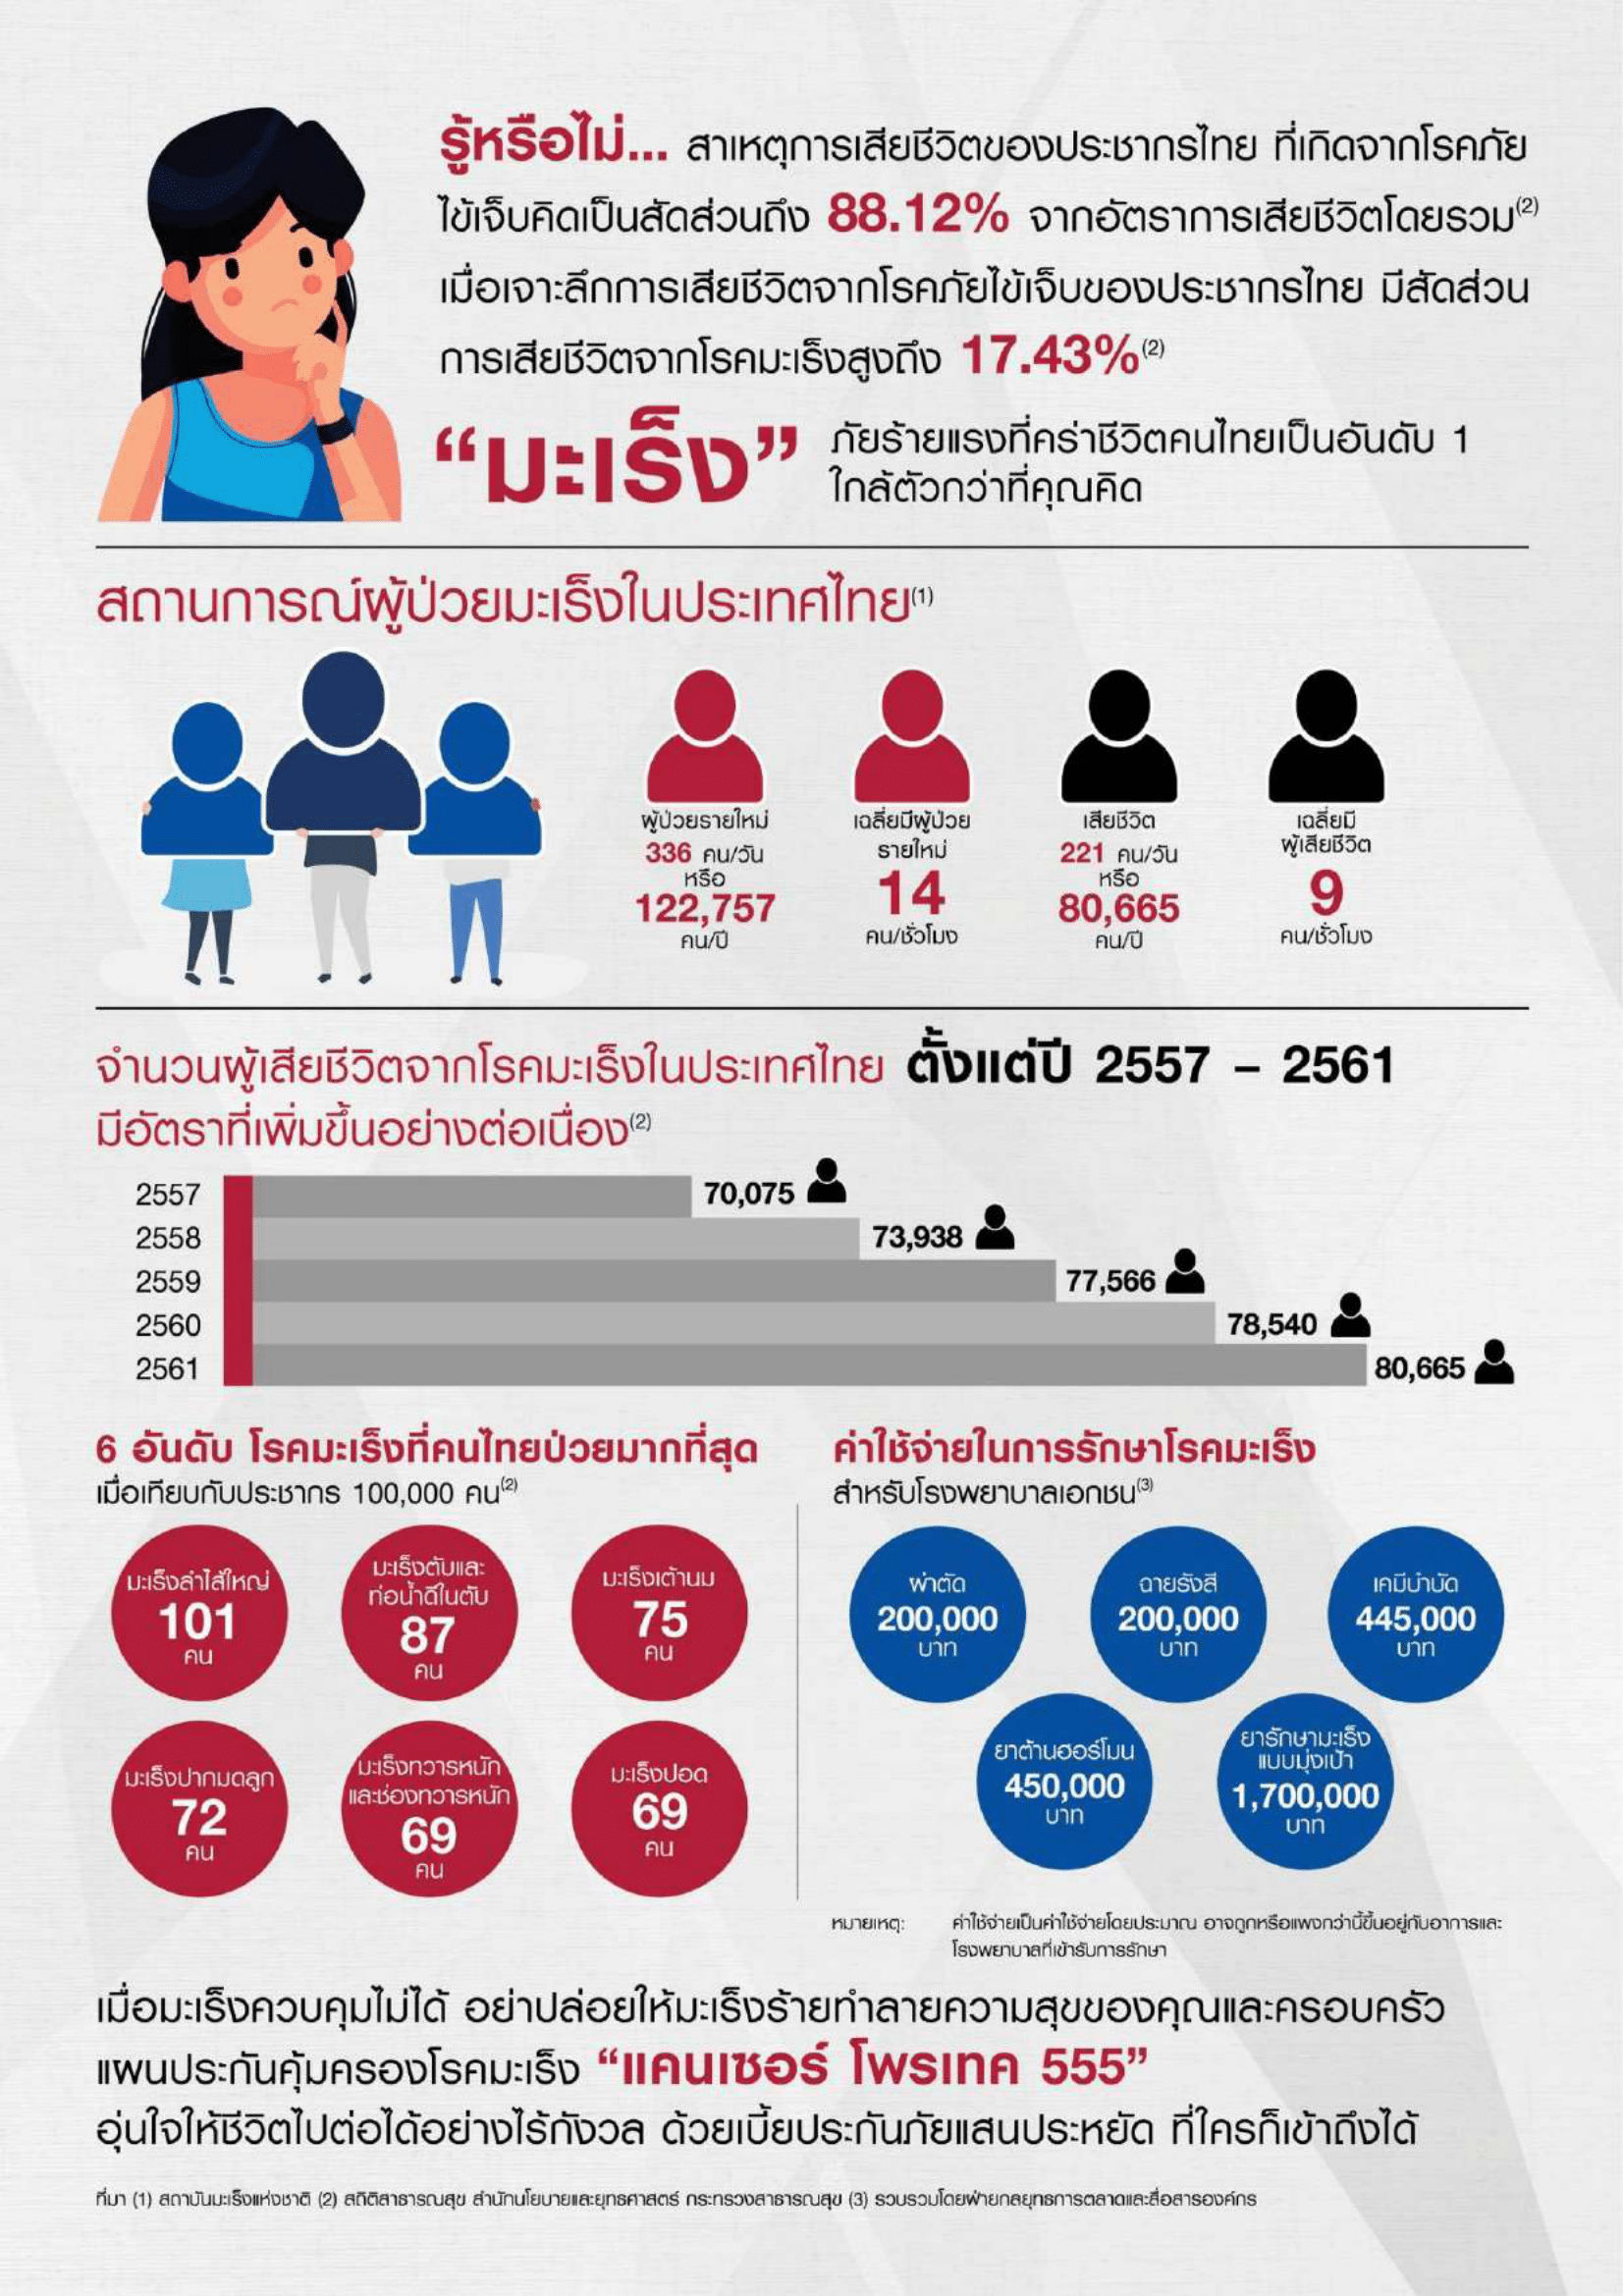 รู้หรือไม่... สาเหตุการเสียชีวิตของประชากรไทย ที่เกิดจากโรคภัย
ไข้เจ็บคิดเป็นสัดส่วนถึง 88.12% จากอัตราการเสียชีวิตโดยรวม(2)
เมื่อเจาะลึกการเสียชีวิตจากโรคภัยไข้เจ็บของประชากรไทย มีสัดส่วน
การเสียชีวิตจากโรคมะเร็งสูงถึง 17.43%(2)
“มะเร็ง” ภัยร้ายแรงที่คร่าชีวิตคนไทยเป็นอันดับ 1
ใกล้ตัวกว่าที่คุณคิด
สถานการณ์ผู้ป่วยมะเร็งในประเทศไทย(1)
ผู้ป่วยรายใหม่
336 คน/วัน
หรือ
122,757
คน/ปี
เฉลี่ยมีผู้ป่วย
รายใหม่
14
คน/ชั่วโมง
เสียชีวิต
221 คน/วัน
หรือ
80,665
คน/ปี
เฉลี่ยมี
ผู้เสียชีวิต
9
คน/ชั่วโมง
จำนวนผู้เสียชีวิตจากโรคมะเร็งในประเทศไทย ตั้งแต่ปี 2557 – 2561
มีอัตราที่เพิ่มขึ้นอย่างต่อเนื่อง(2)
2557 70,075
2558 73,938
2559 77,566
2560 78,540
2561 80,665
6 อันดับ โรคมะเร็งที่คนไทยป่วยมากที่สุด
เมื่อเทียบกับประชากร 100,000 คน(2)
มะเร็งลำไส้ใหญ่
101
คน
มะเร็งตับและ
ท่อน้ำดีในตับ
87
คน
มะเร็งเต้านม
75
คน
มะเร็งปากมดลูก
72
คน
มะเร็งทวารหนัก
และช่องทวารหนัก
69
คน
มะเร็งปอด
69
คน
ค่าใช้จ่ายในการรักษาโรคมะเร็ง
สำหรับโรงพยาบาลเอกชน(3)
ผ่าตัด
200,000
บาท
ฉายรังสี
200,000
บาท
เคมีบำบัด
445,000
บาท
ยาต้านฮอร์โมน
450,000
บาท
ยารักษามะเร็ง
แบบมุ่งเป้า
1,700,000
บาท
หมายเหตุ: ค่าใช้จ่ายเป็นค่าใช้จ่ายโดยประมาณ อาจถูกหรือแพงกว่านี้ขึ้นอยู่กับอาการและ
โรงพยาบาลที่เข้ารับการรักษา
เมื่อมะเร็งควบคุมไม่ได้ อย่าปล่อยให้มะเร็งร้ายทำลายความสุขของคุณและครอบครัว
แผนประกันคุ้มครองโรคมะเร็ง “แคนเซอร์ โพรเทค 555”
อุ่นใจให้ชีวิตไปต่อได้อย่างไร้กังวล ด้วยเบี้ยประกันภัยแสนประหยัด ที่ใครก็เข้าถึงได้
ที่มา (1) สถาบันมะเร็งแห่งชาติ (2) สถิติสาธารณสุข สำนักนโยบายและยุทธศาสตร์ กระทรวงสาธารณสุข (3) รวบรวมโดยฝ่ายกลยุทธการตลาดและสื่อสารองค์กร